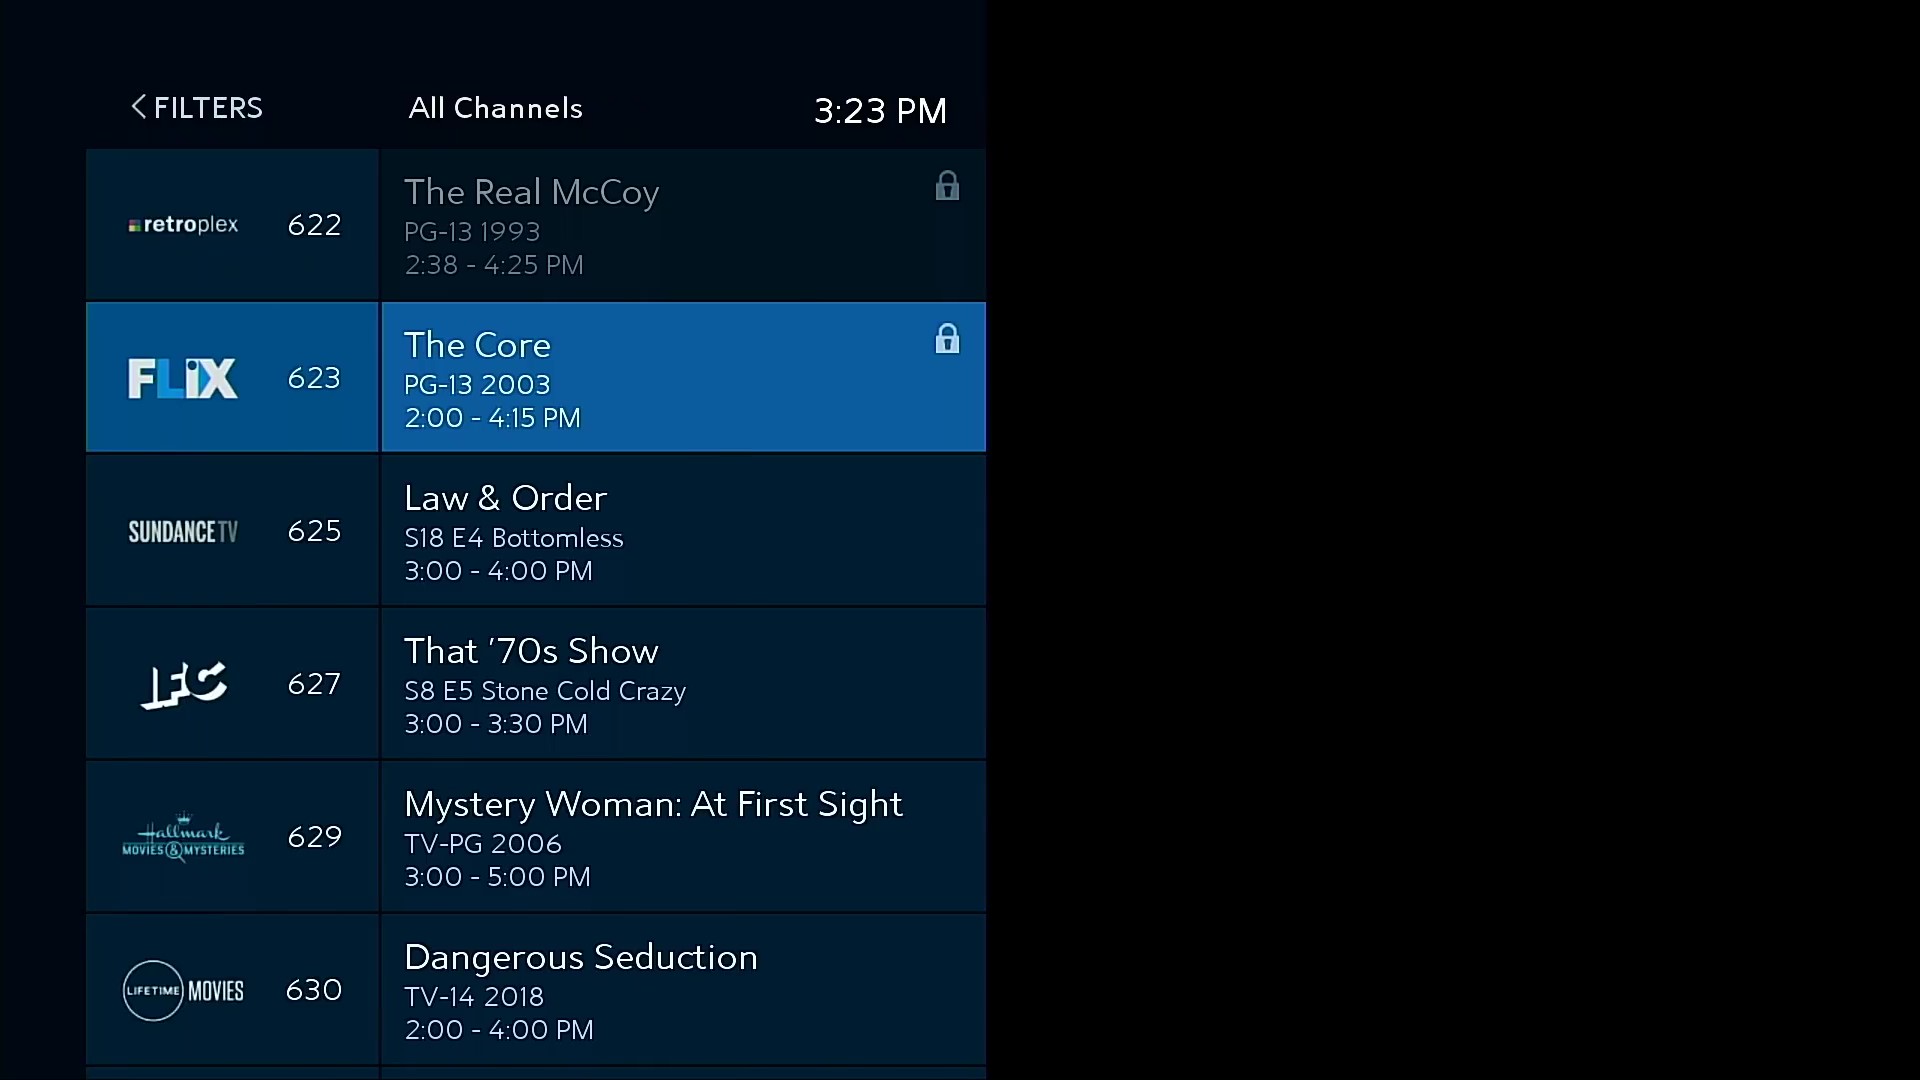 FILTERS
All Channels
3:23 PM
retroplex
622
The Real McCoy
PG-13 1993
2:38 - 4:25 PM
FLiX
623
The Core
PG-13 2003
2:00 - 4:15 PM
SUNDANCE TV
625
Law & Order
S18 E4 Bottomless
3:00 - 4:00 PM
IFC
627
That '70s Show
S8 E5 Stone Cold Crazy
3:00 - 3:30 PM
Hallmark
MOVIES & MYSTERIES
629
Mystery Woman: At First Sight
TV-PG 2006
3:00 - 5:00 PM
LIFETIME MOVIES
630
Dangerous Seduction
TV-14 2018
2:00 - 4:00 PM